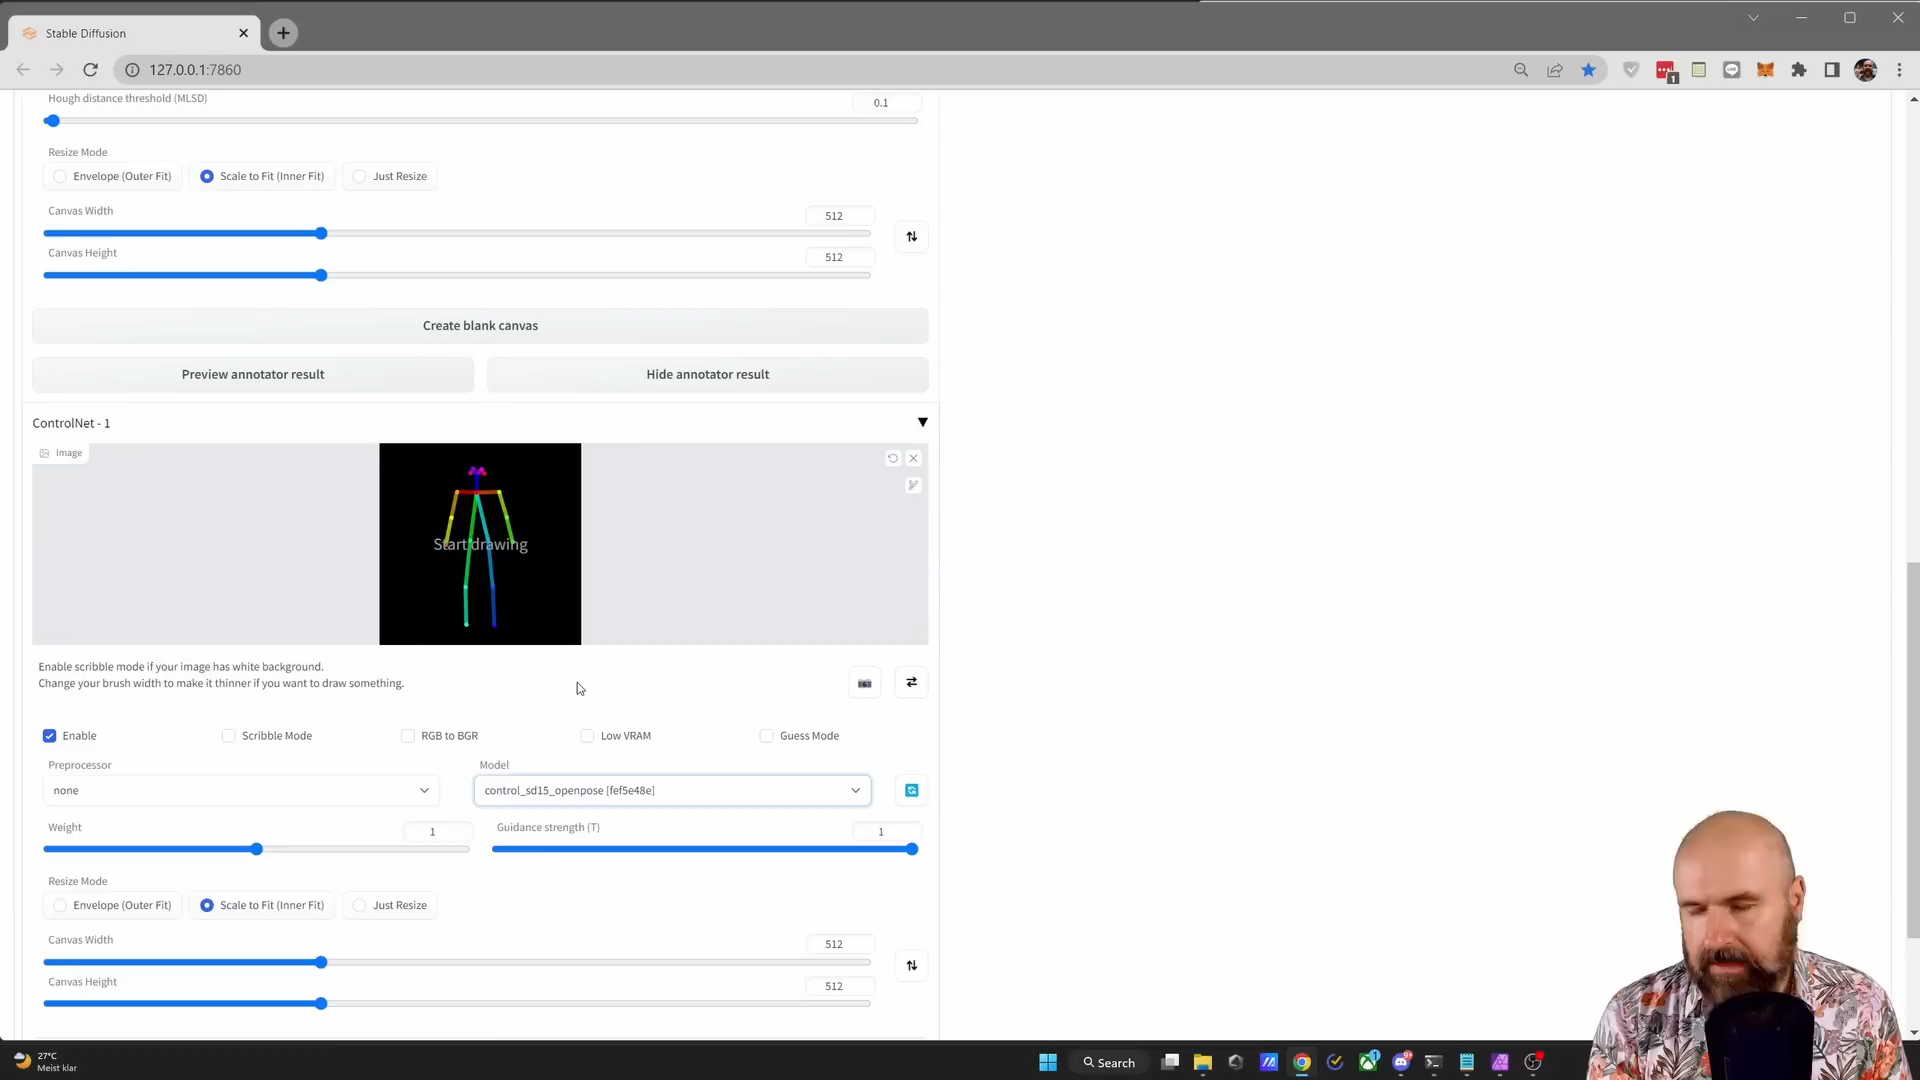 Stable Diffusion
127.0.0.1:7860
1
Hough distance threshold (MLSD)
0.1
Resize Mode
Envelope (Outer Fit)
Scale to Fit (Inner Fit)
Just Resize
Canvas Width
512
Canvas Height
512
Create blank canvas
Preview annotator result
Hide annotator result
ControlNet - 1
Image
Start drawing
Enable scribble mode if your image has white background.
Change your brush width to make it thinner if you want to draw something.
Enable
Scribble Mode
RGB to BGR
Low VRAM
Guess Mode
Preprocessor
Model
none
control_sd15_openpose [fef5e48e]
Weight
1
Guidance strength (T)
1
Resize Mode
Envelope (Outer Fit)
Scale to Fit (Inner Fit)
Just Resize
Canvas Width
512
Canvas Height
512
27°C
Meist klar
Search